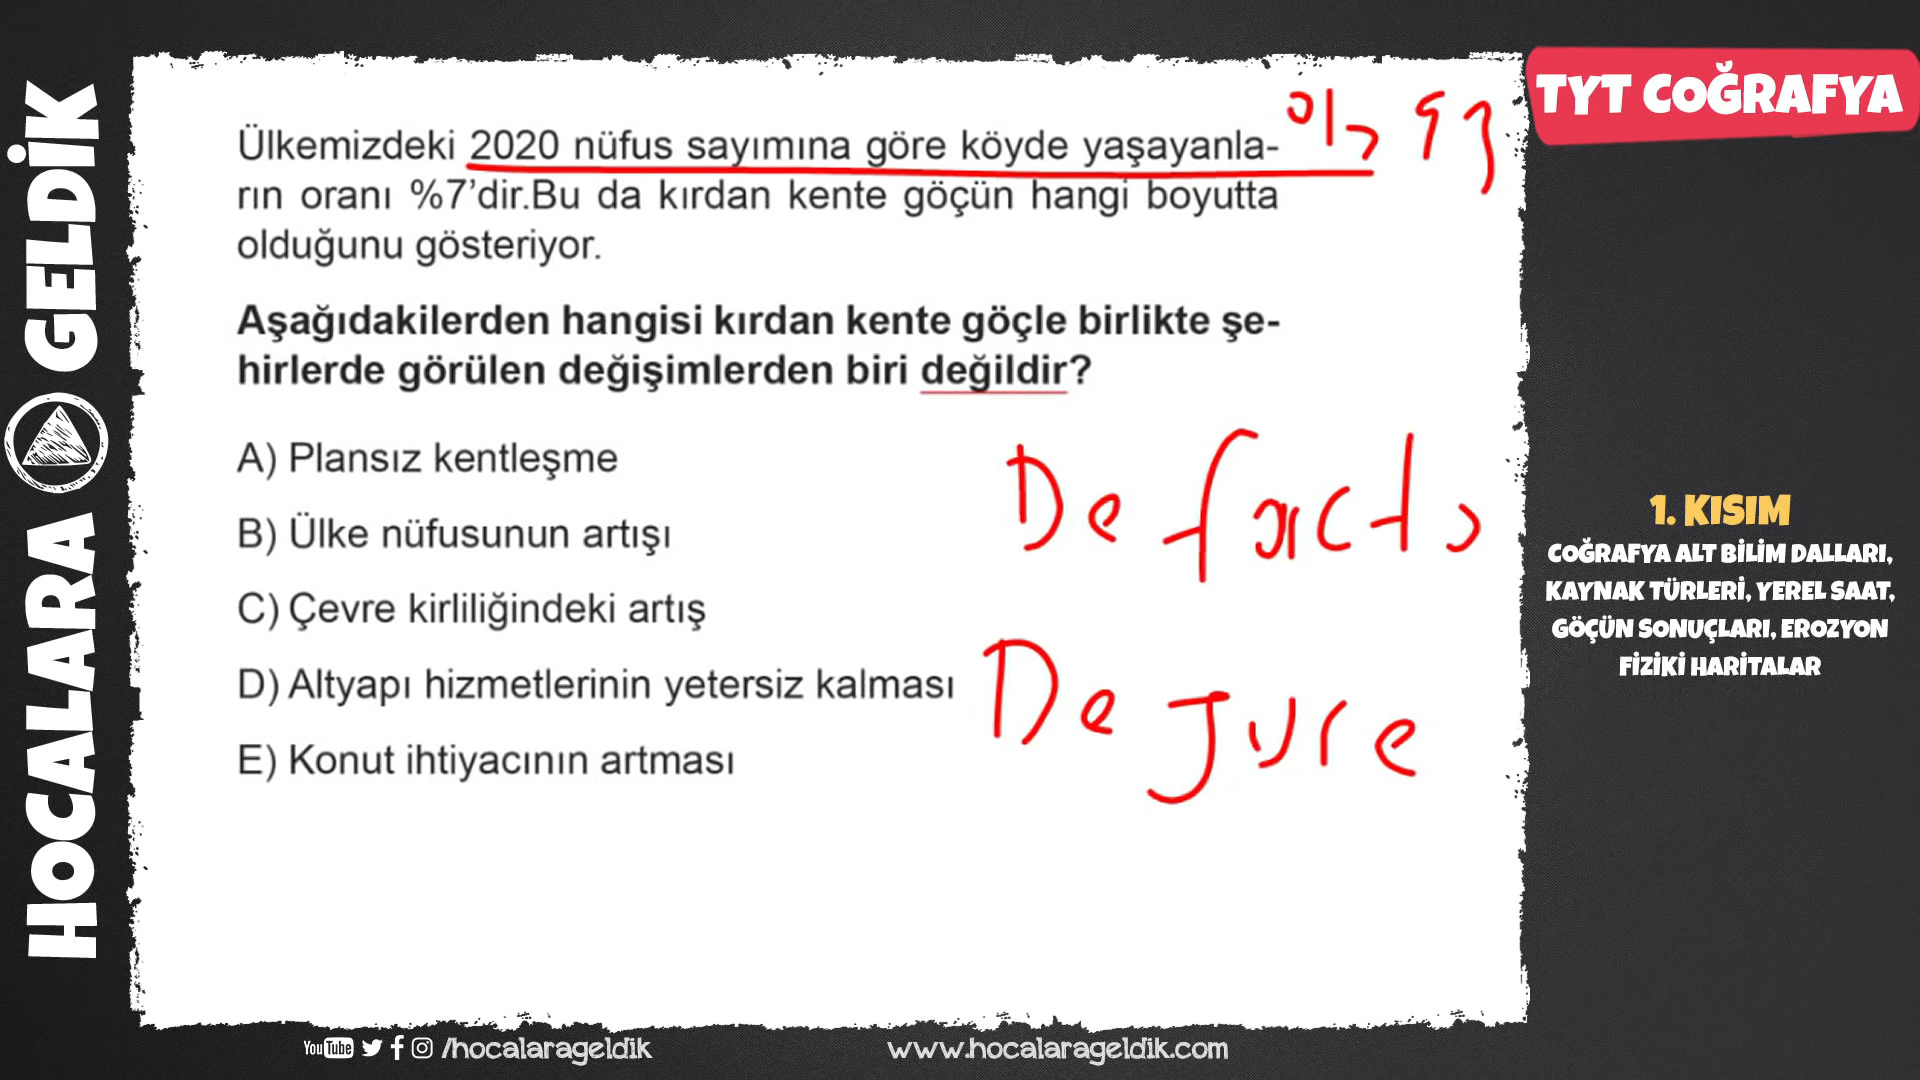 HOCALARA GELDİK
Ülkemizdeki 2020 nüfus sayımına göre köyde yaşayanla-
rın oranı %7’dir.Bu da kırdan kente göçün hangi boyutta
olduğunu gösteriyor.
Aşağıdakilerden hangisi kırdan kente göçle birlikte şe-
hirlerde görülen değişimlerden biri değildir?
A) Plansız kentleşme
B) Ülke nüfusunun artışı
C) Çevre kirliliğindeki artış
D) Altyapı hizmetlerinin yetersiz kalması
E) Konut ihtiyacının artması
% 93
De facto
De Jure
TYT COĞRAFYA
1. KISIM
COĞRAFYA ALT BİLİM DALLARI,
KAYNAK TÜRLERİ, YEREL SAAT,
GÖÇÜN SONUÇLARI, EROZYON
FİZİKİ HARİTALAR
YouTube /hocalarageldik
www.hocalarageldik.com